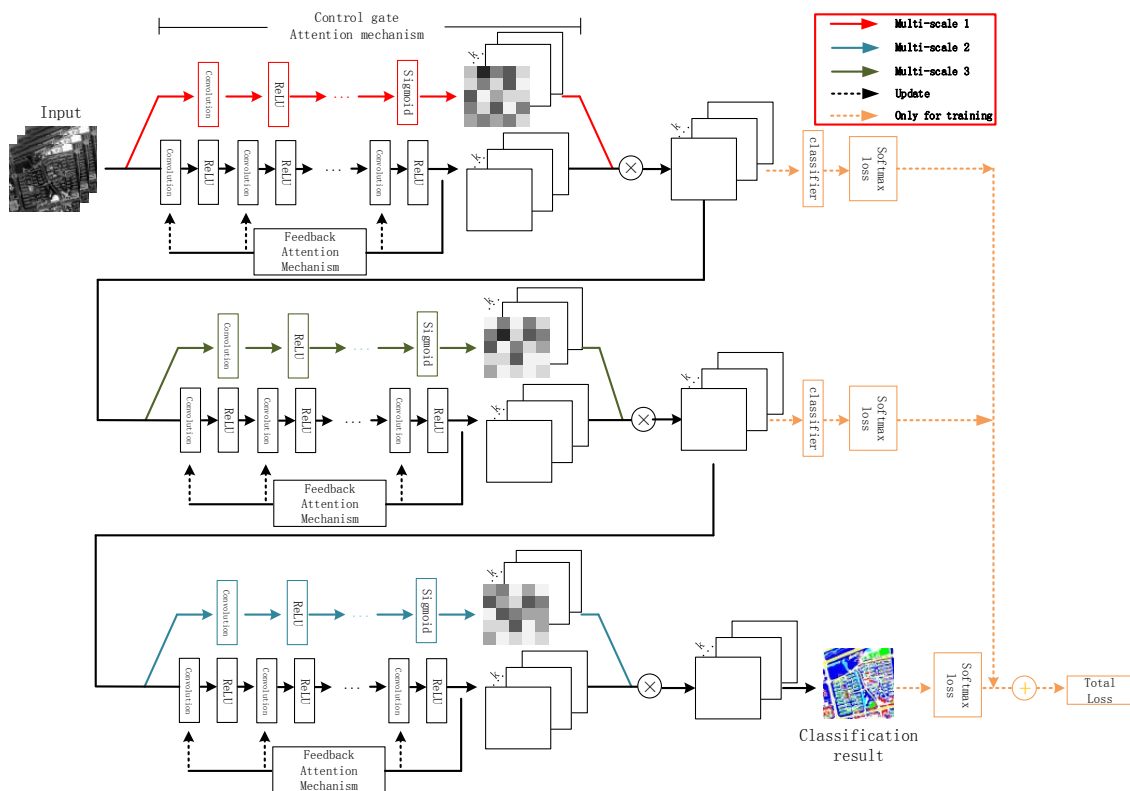 Control gate
Attention mechanism
Multi-scale 1
Multi-scale 2
Multi-scale 3
Update
Only for training
Input
Convolution
ReLU
...
Sigmoid
k
Convolution
ReLU
Convolution
ReLU
...
Convolution
ReLU
k
k
classifier
Softmax
loss
Feedback
Attention
Mechanism
Convolution
ReLU
...
Sigmoid
k
Convolution
ReLU
Convolution
ReLU
...
Convolution
ReLU
k
k
classifier
Softmax
loss
Feedback
Attention
Mechanism
Convolution
ReLU
...
Sigmoid
k
Convolution
ReLU
Convolution
ReLU
...
Convolution
ReLU
k
k
Classification
result
Softmax
loss
Total
Loss
Feedback
Attention
Mechanism